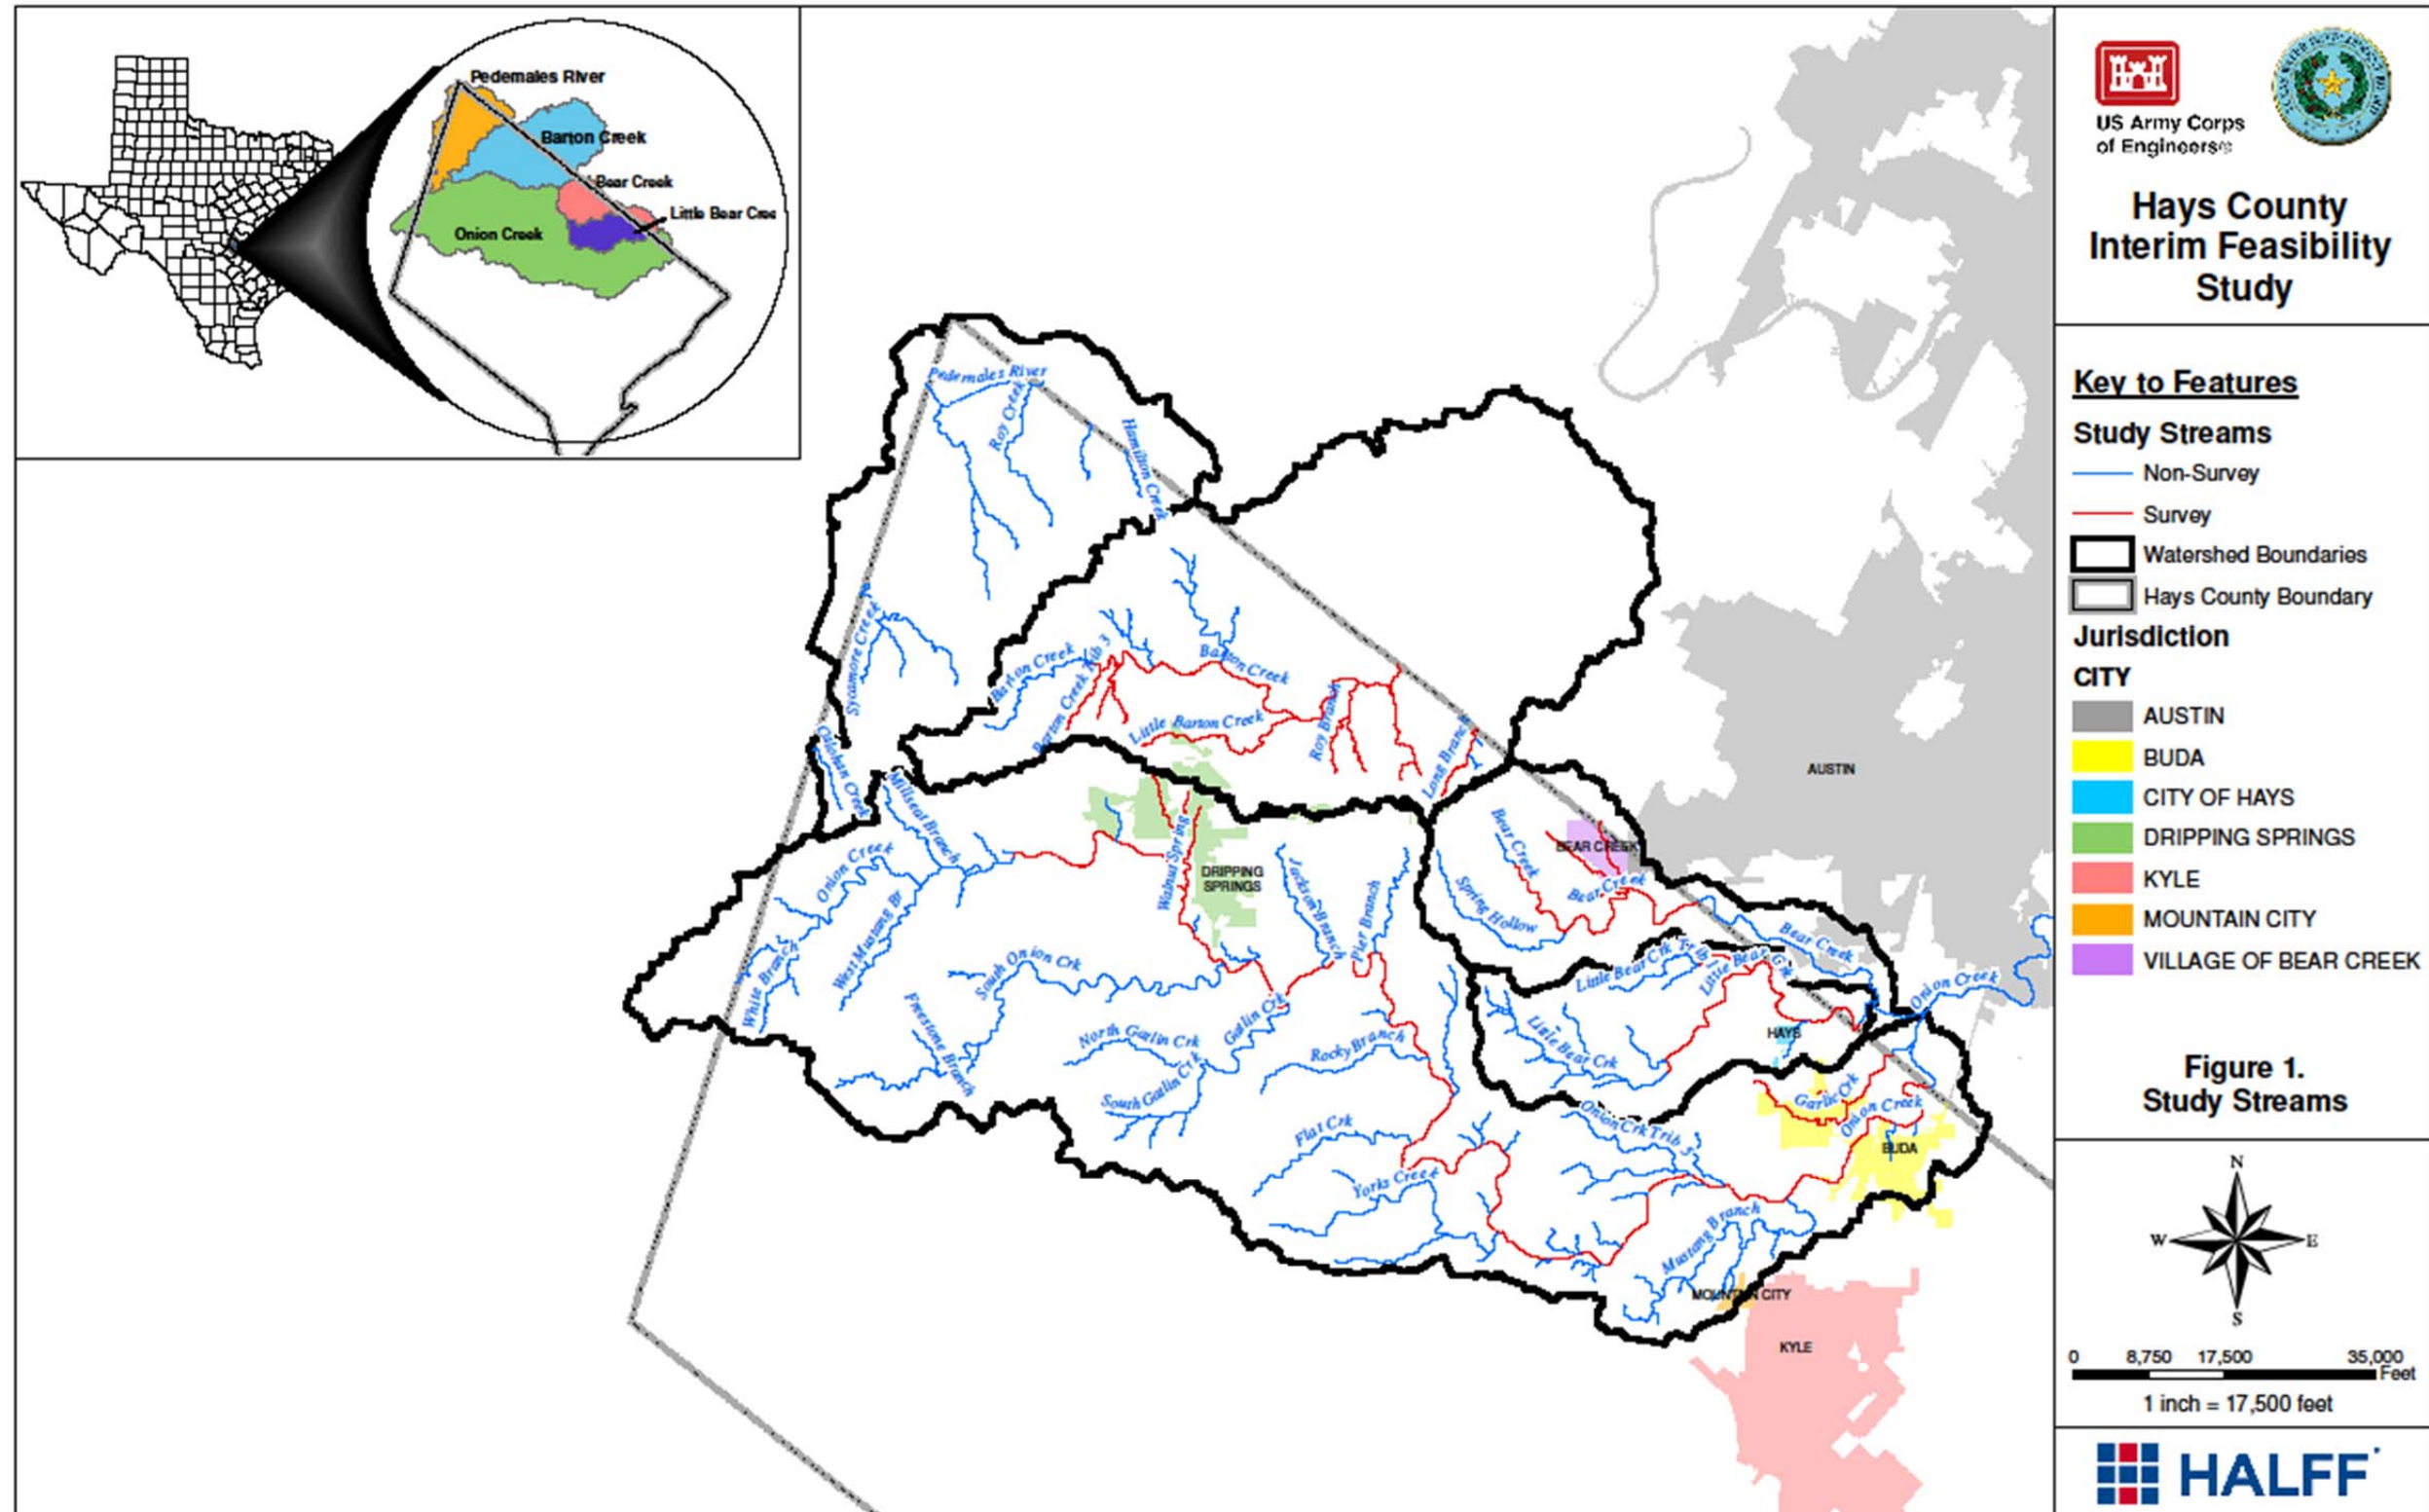 Pedernales River
Barton Creek
Bear Creek
Little Bear Cree
Onion Creek
US Army Corps
of Engineers®
Hays County
Interim Feasibility
Study
Key to Features
Study Streams
Non-Survey
Survey
Watershed Boundaries
Hays County Boundary
Jurisdiction
CITY
AUSTIN
BUDA
CITY OF HAYS
DRIPPING SPRINGS
KYLE
MOUNTAIN CITY
VILLAGE OF BEAR CREEK
Figure 1.
Study Streams
N
W
E
S
0 8,750 17,500 35,000
Feet
1 inch = 17,500 feet
HALFF
Pedernales River
Roy Creek
Hamilton Creek
Sycamore Creek
Barton Creek
Barton Creek Trib 3
Barton Creek
Little Barton Creek
Roy Branch
Long Branch
Millseat Branch
Onion Creek
West Mustang Br
White Branch
Walnut Spring
DRIPPING
SPRINGS
Jackson Branch
Pier Branch
South Onion Crk
Freestone Branch
North Gatlin Crk
South Gatlin Crk
Gatlin Crk
Rocky Branch
Flat Crk
Yorks Creek
AUSTIN
Bear Creek
BEAR CREEK
Bear Creek
Spring Hollow
Bear Creek
Little Bear Crk Trib
Little Bear Crk
Little Bear Crk
HAYS
Onion Creek
Garlic Crk
Onion Creek
BUDA
Onion Crk Trib 5
Mustang Branch
MOUNTAIN CITY
KYLE